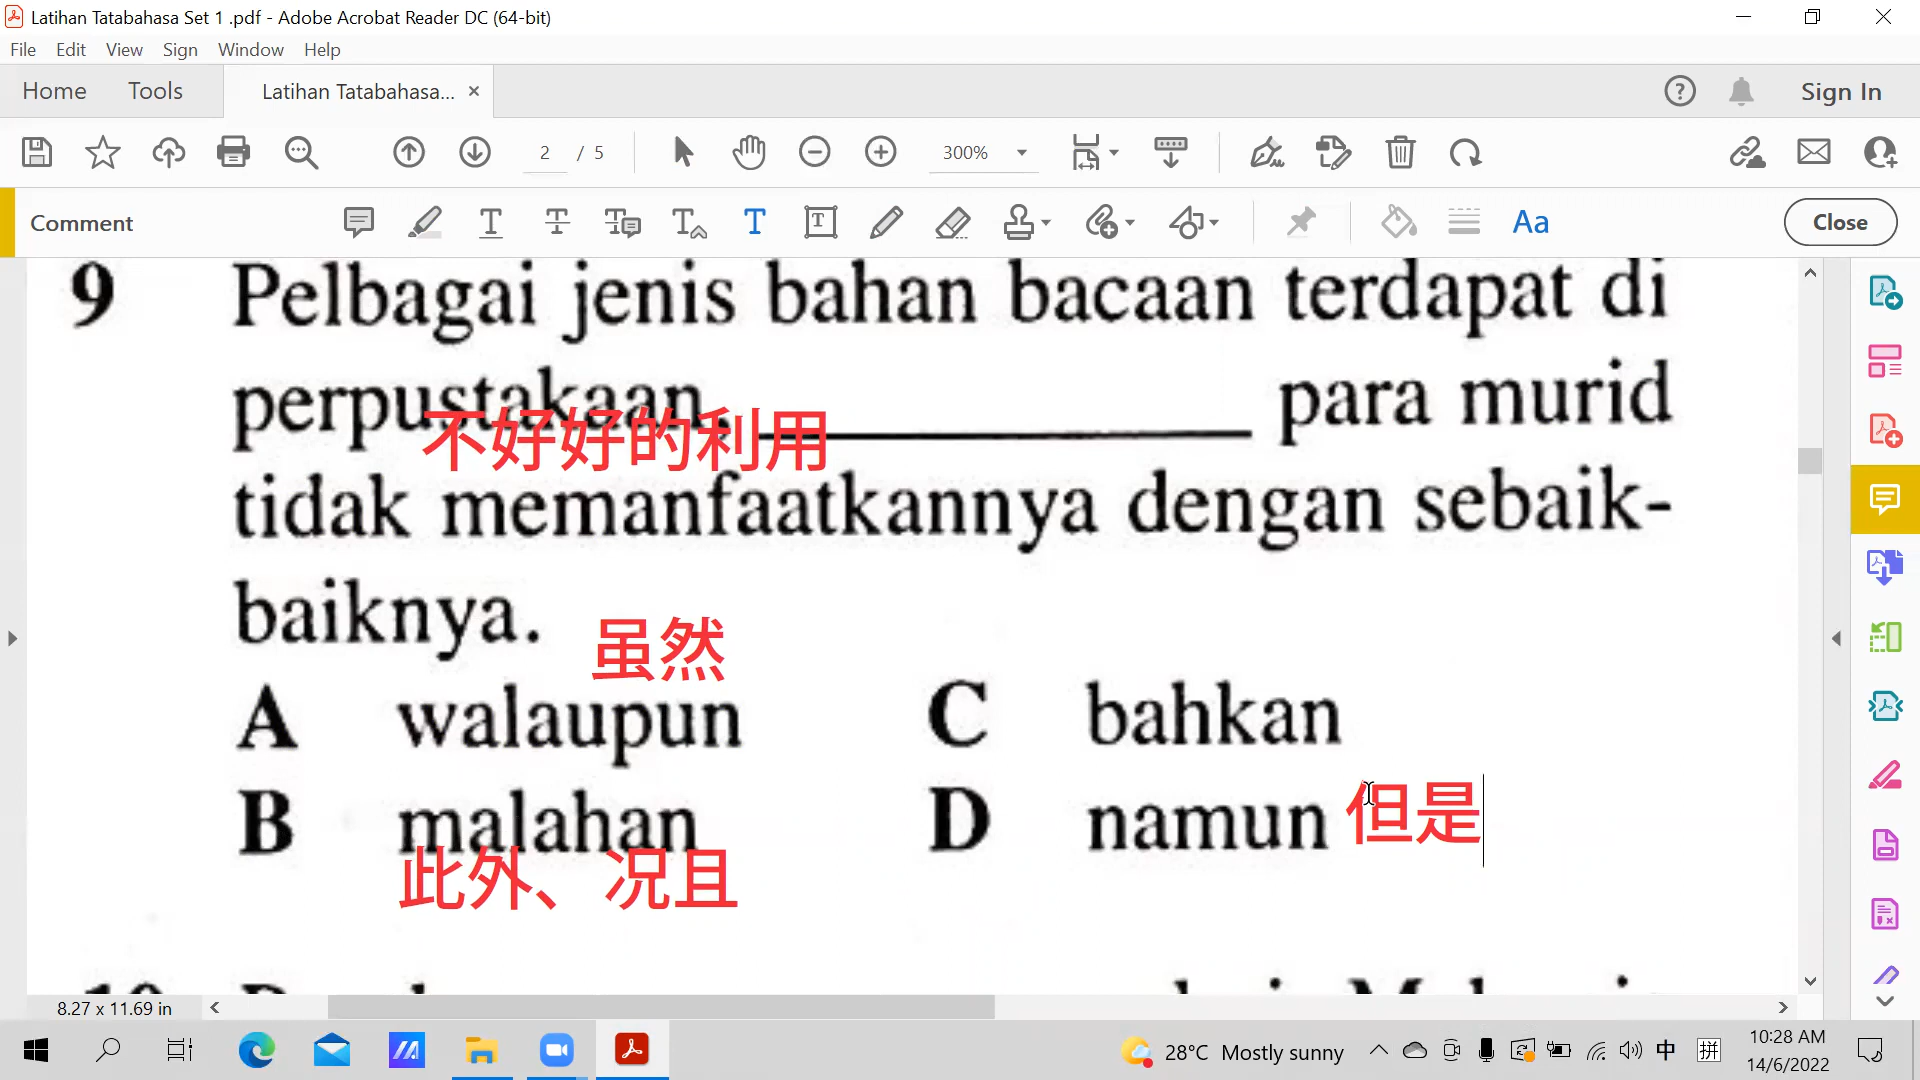 Latihan Tatabahasa Set 1 .pdf - Adobe Acrobat Reader DC (64-bit)
File Edit View Sign Window Help
Home Tools Latihan Tatabahasa... × Sign In
2 / 5 300%
Comment Aa Close
9 Pelbagai jenis bahan bacaan terdapat di
perpustakaan, ____________ para murid
不好好的利用
tidak memanfaatkannya dengan sebaik-
baiknya.
虽然
A walaupun C bahkan
B malahan D namun 但是
此外、况且
8.27 x 11.69 in
28°C Mostly sunny 中 拼 10:28 AM
14/6/2022